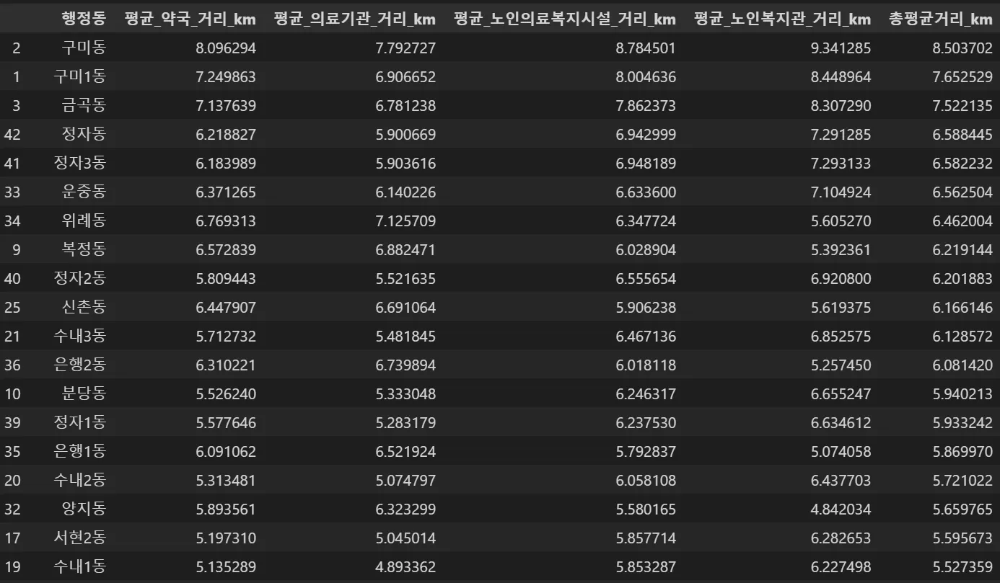 행정동 평균_약국_거리_km 평균_의료기관_거리_km 평균_노인의료복지시설_거리_km 평균_노인복지관_거리_km 총평균거리_km
2 구미동 8.096294 7.792727 8.784501 9.341285 8.503702
1 구미1동 7.249863 6.906652 8.004636 8.448964 7.652529
3 금곡동 7.137639 6.781238 7.862373 8.307290 7.522135
42 정자동 6.218827 5.900669 6.942999 7.291285 6.588445
41 정자3동 6.183989 5.903616 6.948189 7.293133 6.582232
33 운중동 6.371265 6.140226 6.633600 7.104924 6.562504
34 위례동 6.769313 7.125709 6.347724 5.605270 6.462004
9 복정동 6.572839 6.882471 6.028904 5.392361 6.219144
40 정자2동 5.809443 5.521635 6.555654 6.920800 6.201883
25 신촌동 6.447907 6.691064 5.906238 5.619375 6.166146
21 수내3동 5.712732 5.481845 6.467136 6.852575 6.128572
36 은행2동 6.310221 6.739894 6.018118 5.257450 6.081420
10 분당동 5.526240 5.333048 6.246317 6.655247 5.940213
39 정자1동 5.577646 5.283179 6.237530 6.634612 5.933242
35 은행1동 6.091062 6.521924 5.792837 5.074058 5.869970
20 수내2동 5.313481 5.074797 6.058108 6.437703 5.721022
32 양지동 5.893561 6.323299 5.580165 4.842034 5.659765
17 서현2동 5.197310 5.045014 5.857714 6.282653 5.595673
19 수내1동 5.135289 4.893362 5.853287 6.227498 5.527359